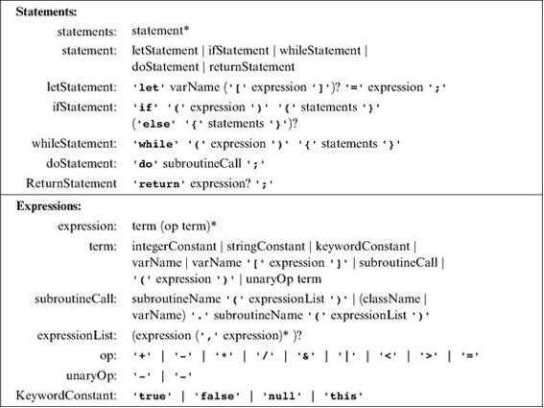 Statements:
statements: statement*
statement: letStatement | ifStatement | whileStatement |
doStatement | returnStatement
letStatement: 'let' varName ('[' expression ']')? '=' expression ';'
ifStatement: 'if' '(' expression ')' '{' statements '}'
('else' '{' statements '}')?
whileStatement: 'while' '(' expression ')' '{' statements '}'
doStatement: 'do' subroutineCall ';'
ReturnStatement 'return' expression? ';'
Expressions:
expression: term (op term)*
term: integerConstant | stringConstant | keywordConstant |
varName | varName '[' expression ']' | subroutineCall |
'(' expression ')' | unaryOp term
subroutineCall: subroutineName '(' expressionList ')' | (className |
varName) '.' subroutineName '(' expressionList ')'
expressionList: (expression (',' expression)* )?
op: '+' | '-' | '*' | '/' | '&' | '|' | '<' | '>' | '='
unaryOp: '-' | '~'
KeywordConstant: 'true' | 'false' | 'null' | 'this'